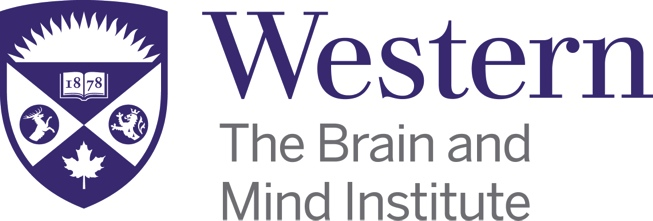 1878
Western
The Brain and
Mind Institute